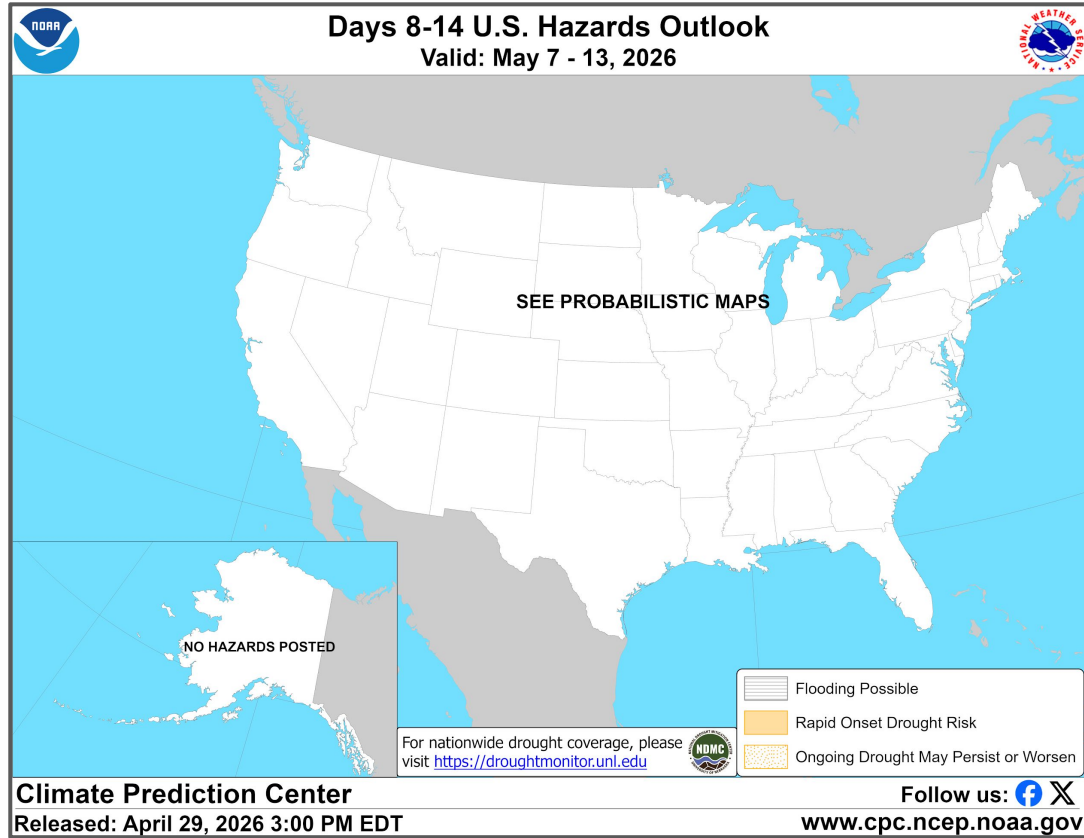 NOAA
Days 8-14 U.S. Hazards Outlook
Valid: May 7 - 13, 2026
NATIONAL WEATHER SERVICE
SEE PROBABILISTIC MAPS
NO HAZARDS POSTED
Flooding Possible
Rapid Onset Drought Risk
Ongoing Drought May Persist or Worsen
For nationwide drought coverage, please
visit https://droughtmonitor.unl.edu
NDMC
Climate Prediction Center
Follow us:
Released: April 29, 2026 3:00 PM EDT
www.cpc.ncep.noaa.gov